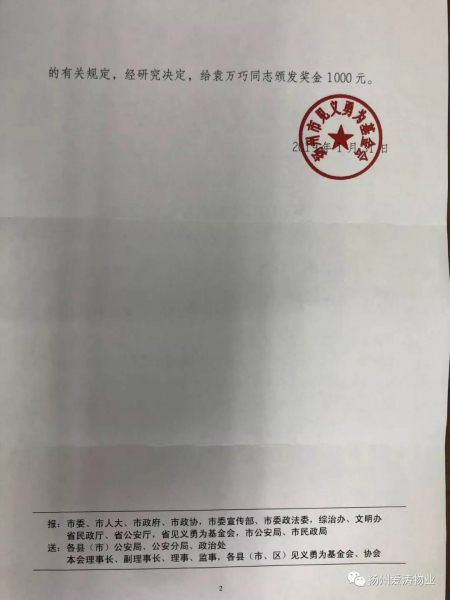 的有关规定，经研究决定，给袁万巧同志颁发奖金1000元。
扬州市见义勇为基金会
报：市委、市人大、市政府、市政协，市委宣传部、市委政法委，综治办、文明办
省民政厅、省公安厅，省见义勇为基金会，市公安局、市民政局
送：各县（市）公安局、公安分局、政治处
本会理事长、副理事长、理事、监事，各县（市、区）见义勇为基金会、协会
2
扬州爱涛物业